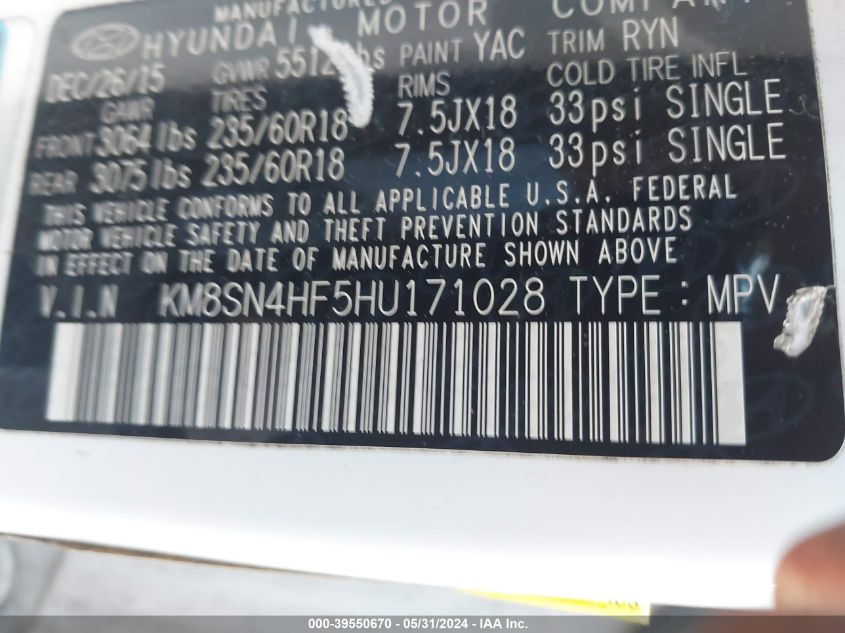 MANUFACTURED
HYUNDAI MOTOR COMPANY
DEC/26/15 GVWR 5512 lbs PAINT YAC TRIM RYN
GAWR TIRES RIMS COLD TIRE INFL
FRONT 3064 lbs 235/60R18 7.5JX18 33psi SINGLE
REAR 3075 lbs 235/60R18 7.5JX18 33psi SINGLE
THIS VEHICLE CONFORMS TO ALL APPLICABLE U.S.A. FEDERAL
MOTOR VEHICLE SAFETY AND THEFT PREVENTION STANDARDS
IN EFFECT ON THE DATE OF MANUFACTURE SHOWN ABOVE
V.I.N KM8SN4HF5HU171028 TYPE : MPV
000-39550670 - 05/31/2024 - IAA Inc.